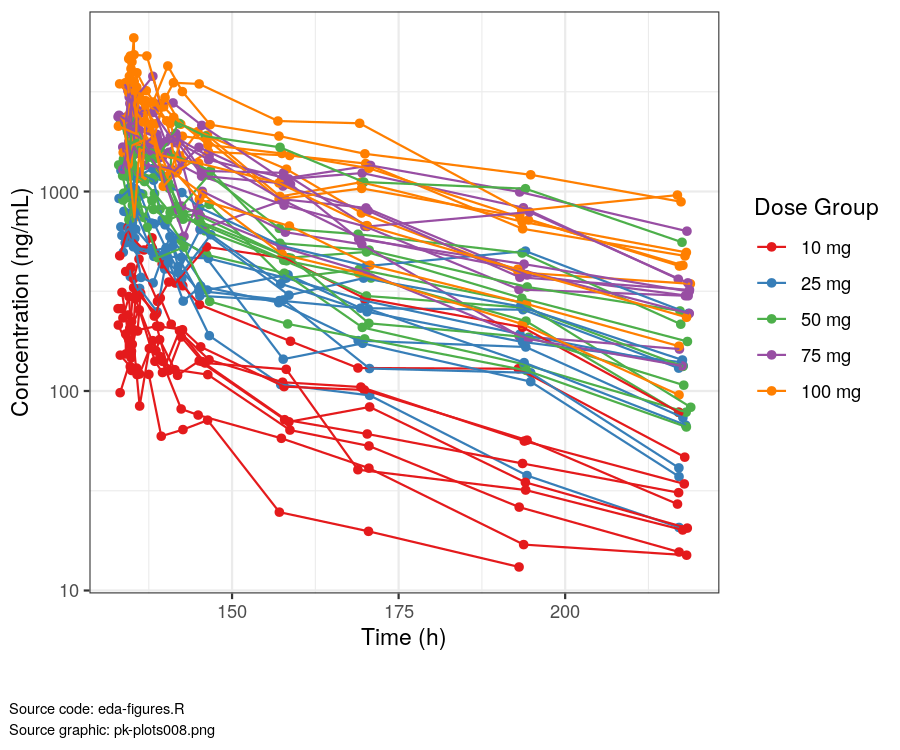 Concentration (ng/mL)
1000
100
10
150 175 200
Time (h)
Dose Group
10 mg
25 mg
50 mg
75 mg
100 mg
Source code: eda-figures.R
Source graphic: pk-plots008.png